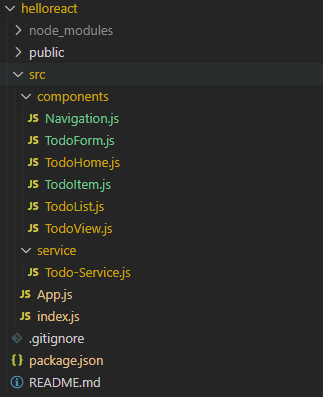 helloreact
node_modules
public
src
components
JS Navigation.js
JS TodoForm.js
JS TodoHome.js
JS TodoItem.js
JS TodoList.js
JS TodoView.js
service
JS Todo-Service.js
JS App.js
JS index.js
.gitignore
{} package.json
README.md